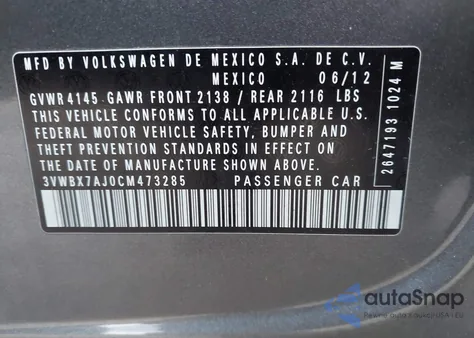 MFD BY VOLKSWAGEN DE MEXICO S.A. DE C.V.
MEXICO 06/12
GVWR 4145 GAWR FRONT 2138 / REAR 2116 LBS
THIS VEHICLE CONFORMS TO ALL APPLICABLE U.S.
FEDERAL MOTOR VEHICLE SAFETY, BUMPER AND
THEFT PREVENTION STANDARDS IN EFFECT ON THE
DATE OF MANUFACTURE SHOWN ABOVE.
3VWBX7AJ0CM473285 PASSENGER CAR
2647193 1024 M
autoSnap